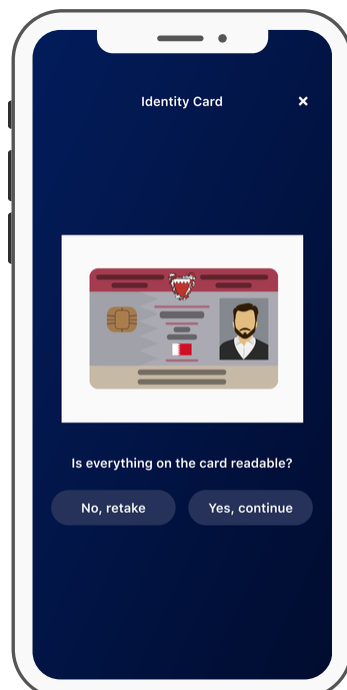 Identity Card
Is everything on the card readable?
No, retake
Yes, continue